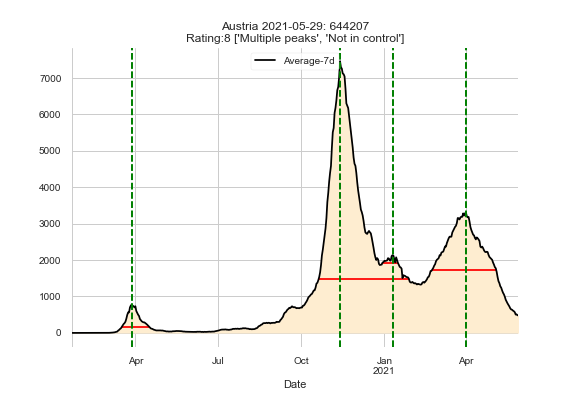 Austria 2021-05-29: 644207
Rating:8 ['Multiple peaks', 'Not in control']
Average-7d
7000
6000
5000
4000
3000
2000
1000
0
Apr
Jul
Oct
Jan
2021
Apr
Date